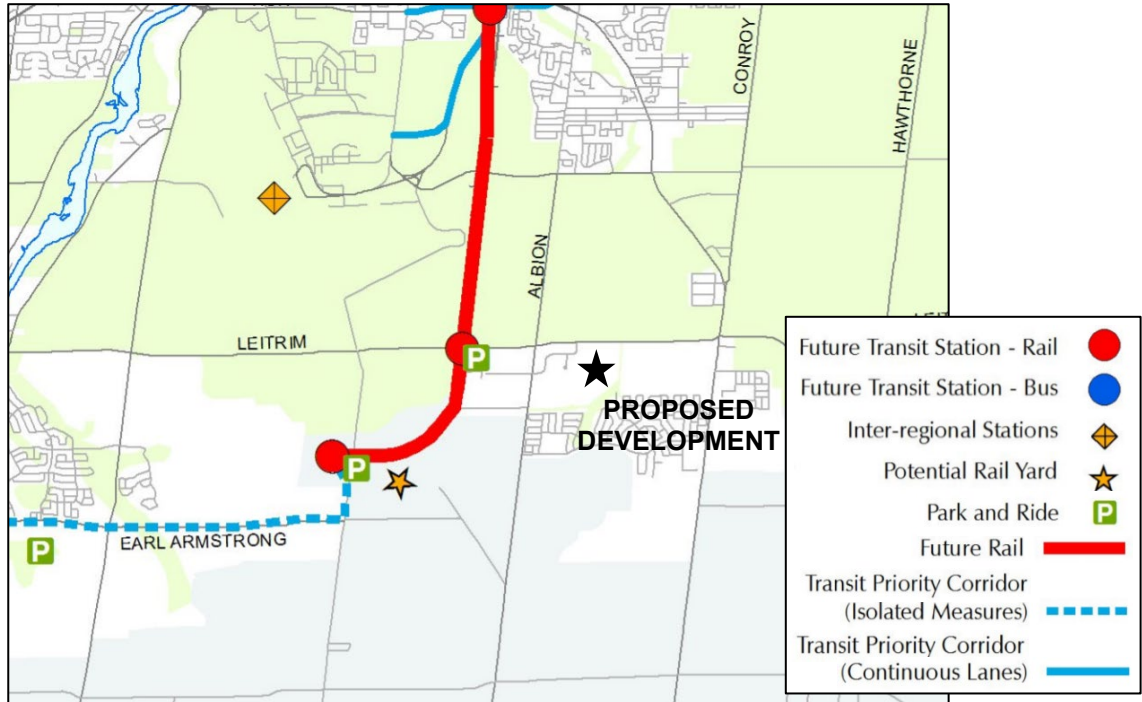 CONROY
HAWTHORNE
ALBION
LEITRIM
PROPOSED
DEVELOPMENT
P
P
P
EARL ARMSTRONG
Future Transit Station - Rail
Future Transit Station - Bus
Inter-regional Stations
Potential Rail Yard
Park and Ride P
Future Rail
Transit Priority Corridor
(Isolated Measures)
Transit Priority Corridor
(Continuous Lanes)